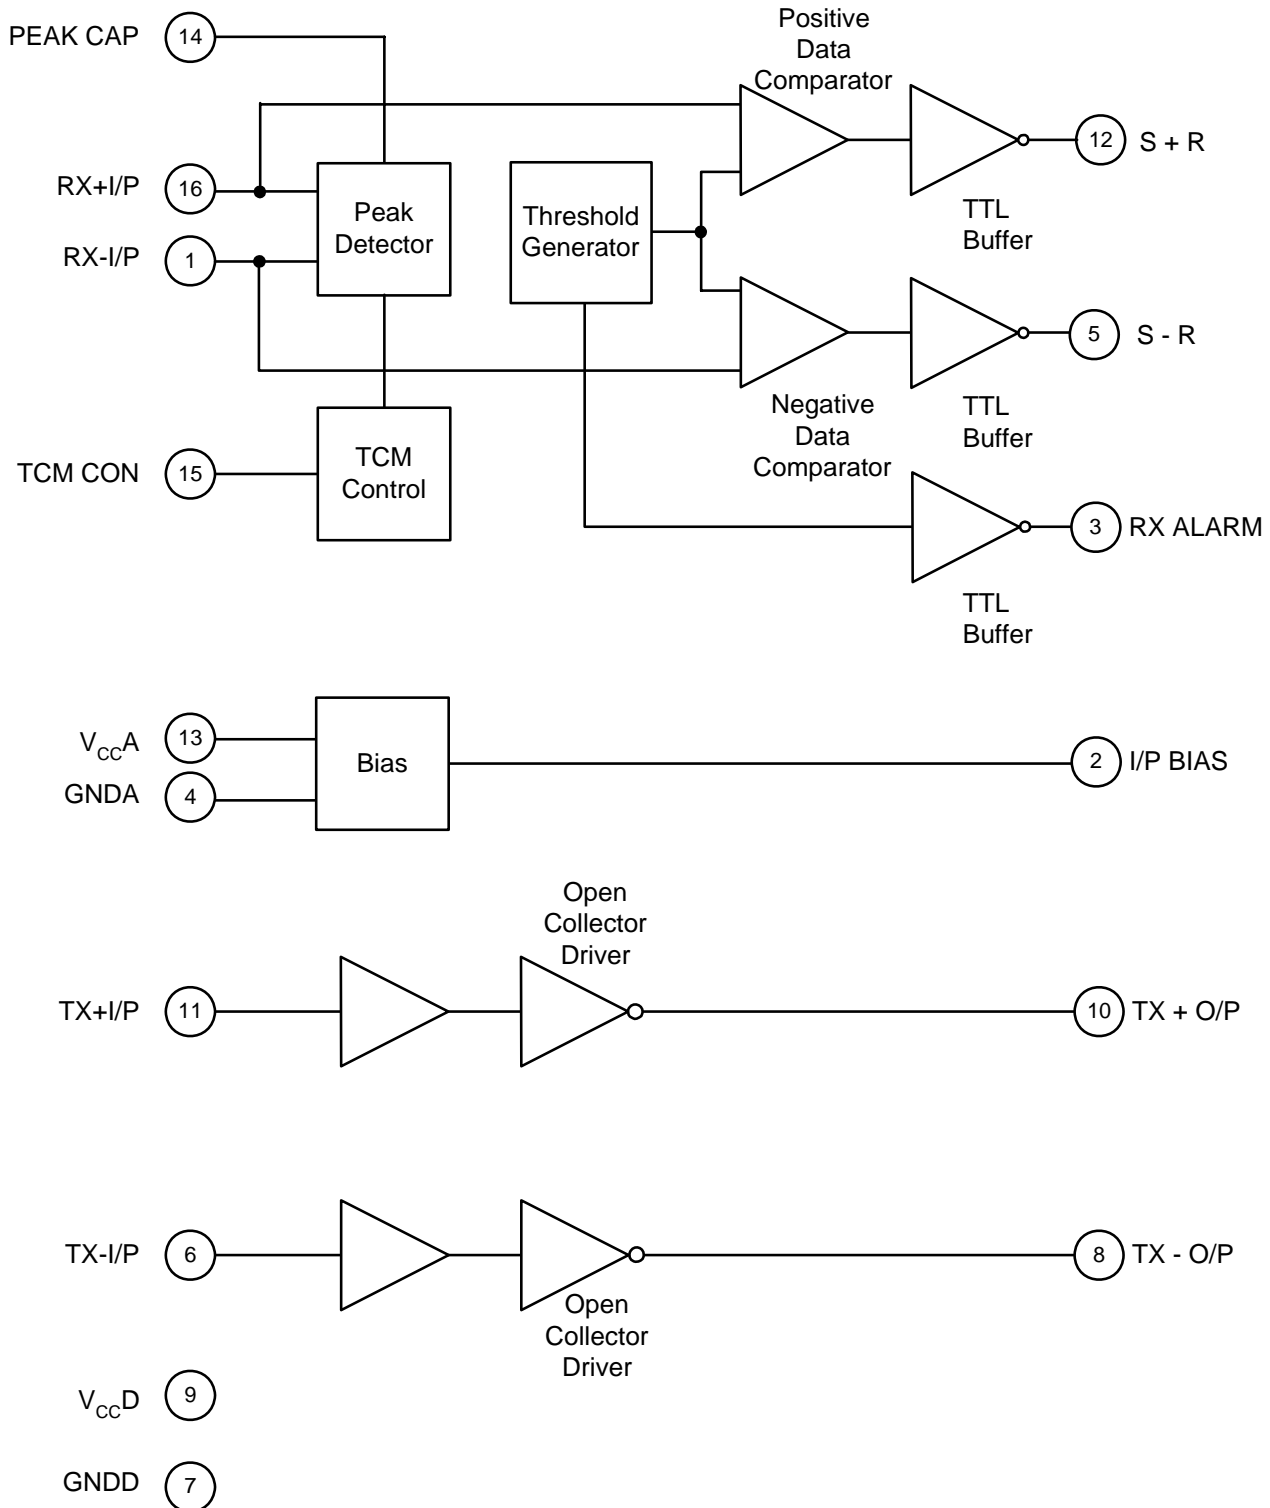 Positive
Data
Comparator
PEAK CAP
14
12
S + R
RX+I/P
16
RX-I/P
1
Peak
Detector
Threshold
Generator
TTL
Buffer
5
S - R
Negative
Data
Comparator
TTL
Buffer
TCM CON
15
TCM
Control
3
RX ALARM
TTL
Buffer
VCCA
13
GNDA
4
Bias
2
I/P BIAS
Open
Collector
Driver
TX+I/P
11
10
TX + O/P
TX-I/P
6
8
TX - O/P
Open
Collector
Driver
VCCD
9
GNDD
7